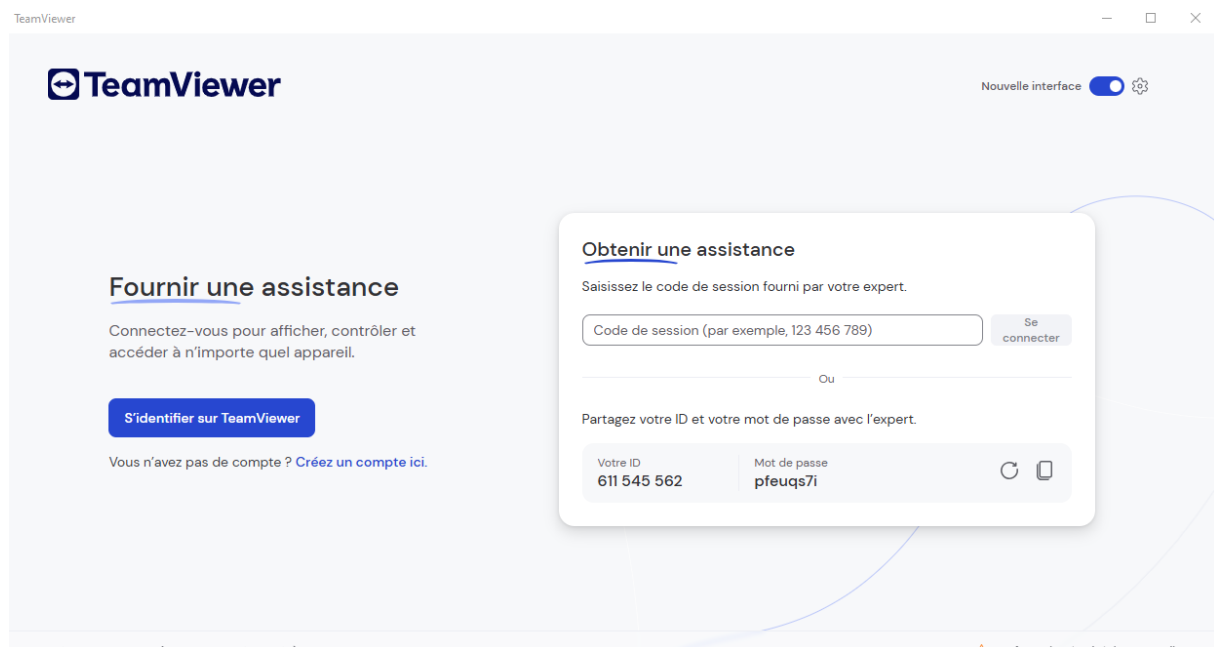 TeamViewer
TeamViewer
Nouvelle interface
Fournir une assistance
Connectez-vous pour afficher, contrôler et
accéder à n'importe quel appareil.
S'identifier sur TeamViewer
Vous n'avez pas de compte ? Créez un compte ici.
Obtenir une assistance
Saisissez le code de session fourni par votre expert.
Code de session (par exemple, 123 456 789)
Se
connecter
Ou
Partagez votre ID et votre mot de passe avec l'expert.
Votre ID
611 545 562
Mot de passe
pfeuqs7i